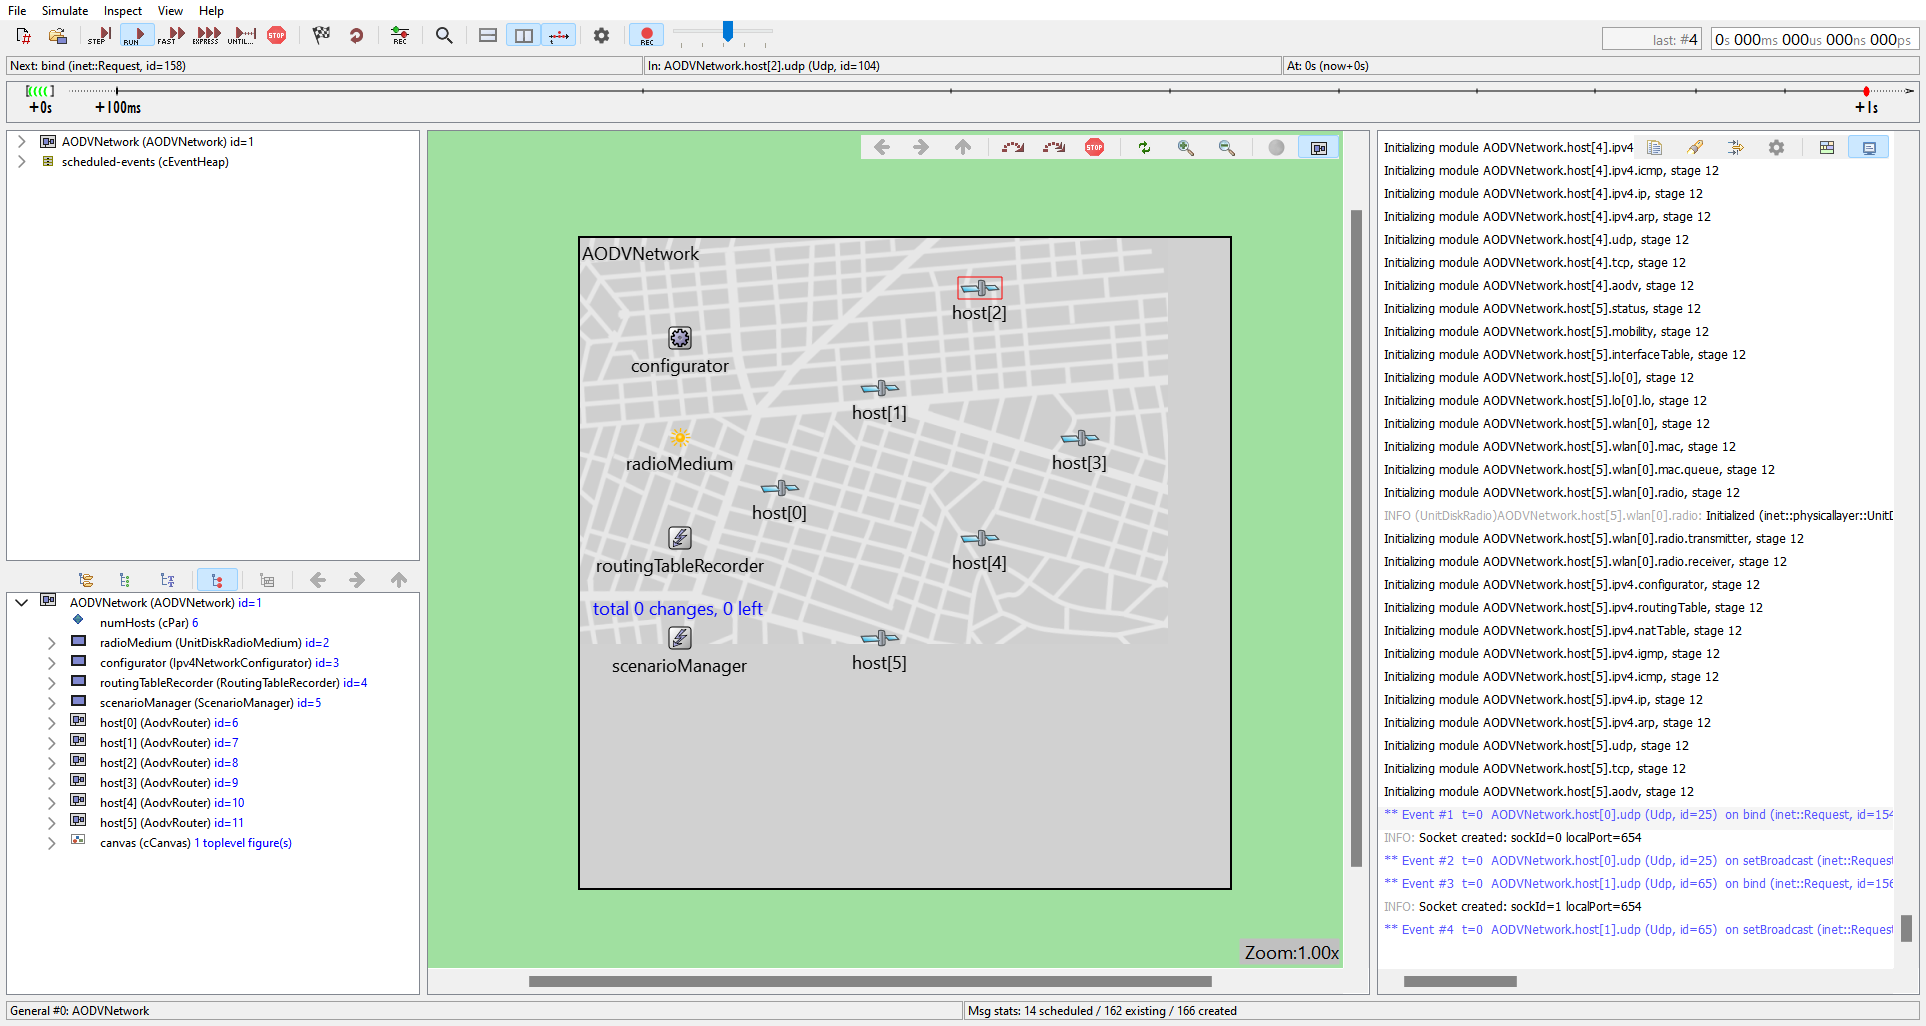 File Simulate Inspect View Help
STEP RUN FAST EXPRESS UNTIL... STOP REC REC last: #4 0s 000ms 000us 000ns 000ps
Next: bind (inet::Request, id=158) In: AODVNetwork.host[2].udp (Udp, id=104) At: 0s (now+0s)
+0s +100ms +1s
AODVNetwork (AODVNetwork) id=1
scheduled-events (cEventHeap)
AODVNetwork (AODVNetwork) id=1
numHosts (cPar) 6
radioMedium (UnitDiskRadioMedium) id=2
configurator (Ipv4NetworkConfigurator) id=3
routingTableRecorder (RoutingTableRecorder) id=4
scenarioManager (ScenarioManager) id=5
host[0] (AodvRouter) id=6
host[1] (AodvRouter) id=7
host[2] (AodvRouter) id=8
host[3] (AodvRouter) id=9
host[4] (AodvRouter) id=10
host[5] (AodvRouter) id=11
canvas (cCanvas) 1 toplevel figure(s)
STOP
AODVNetwork
host[2]
configurator
host[1]
radioMedium
host[3]
host[0]
routingTableRecorder
host[4]
total 0 changes, 0 left
scenarioManager
host[5]
Zoom:1.00x
Initializing module AODVNetwork.host[4].ipv4
Initializing module AODVNetwork.host[4].ipv4.icmp, stage 12
Initializing module AODVNetwork.host[4].ipv4.ip, stage 12
Initializing module AODVNetwork.host[4].ipv4.arp, stage 12
Initializing module AODVNetwork.host[4].udp, stage 12
Initializing module AODVNetwork.host[4].tcp, stage 12
Initializing module AODVNetwork.host[4].aodv, stage 12
Initializing module AODVNetwork.host[5].status, stage 12
Initializing module AODVNetwork.host[5].mobility, stage 12
Initializing module AODVNetwork.host[5].interfaceTable, stage 12
Initializing module AODVNetwork.host[5].lo[0], stage 12
Initializing module AODVNetwork.host[5].lo[0].lo, stage 12
Initializing module AODVNetwork.host[5].wlan[0], stage 12
Initializing module AODVNetwork.host[5].wlan[0].mac, stage 12
Initializing module AODVNetwork.host[5].wlan[0].mac.queue, stage 12
Initializing module AODVNetwork.host[5].wlan[0].radio, stage 12
INFO (UnitDiskRadio)AODVNetwork.host[5].wlan[0].radio: Initialized (inet::physicallayer::UnitD
Initializing module AODVNetwork.host[5].wlan[0].radio.transmitter, stage 12
Initializing module AODVNetwork.host[5].wlan[0].radio.receiver, stage 12
Initializing module AODVNetwork.host[5].ipv4.configurator, stage 12
Initializing module AODVNetwork.host[5].ipv4.routingTable, stage 12
Initializing module AODVNetwork.host[5].ipv4.natTable, stage 12
Initializing module AODVNetwork.host[5].ipv4.igmp, stage 12
Initializing module AODVNetwork.host[5].ipv4.icmp, stage 12
Initializing module AODVNetwork.host[5].ipv4.ip, stage 12
Initializing module AODVNetwork.host[5].ipv4.arp, stage 12
Initializing module AODVNetwork.host[5].udp, stage 12
Initializing module AODVNetwork.host[5].tcp, stage 12
Initializing module AODVNetwork.host[5].aodv, stage 12
** Event #1 t=0 AODVNetwork.host[0].udp (Udp, id=25) on bind (inet::Request, id=154
INFO: Socket created: sockId=0 localPort=654
** Event #2 t=0 AODVNetwork.host[0].udp (Udp, id=25) on setBroadcast (inet::Request
** Event #3 t=0 AODVNetwork.host[1].udp (Udp, id=65) on bind (inet::Request, id=156
INFO: Socket created: sockId=1 localPort=654
** Event #4 t=0 AODVNetwork.host[1].udp (Udp, id=65) on setBroadcast (inet::Request
General #0: AODVNetwork Msg stats: 14 scheduled / 162 existing / 166 created